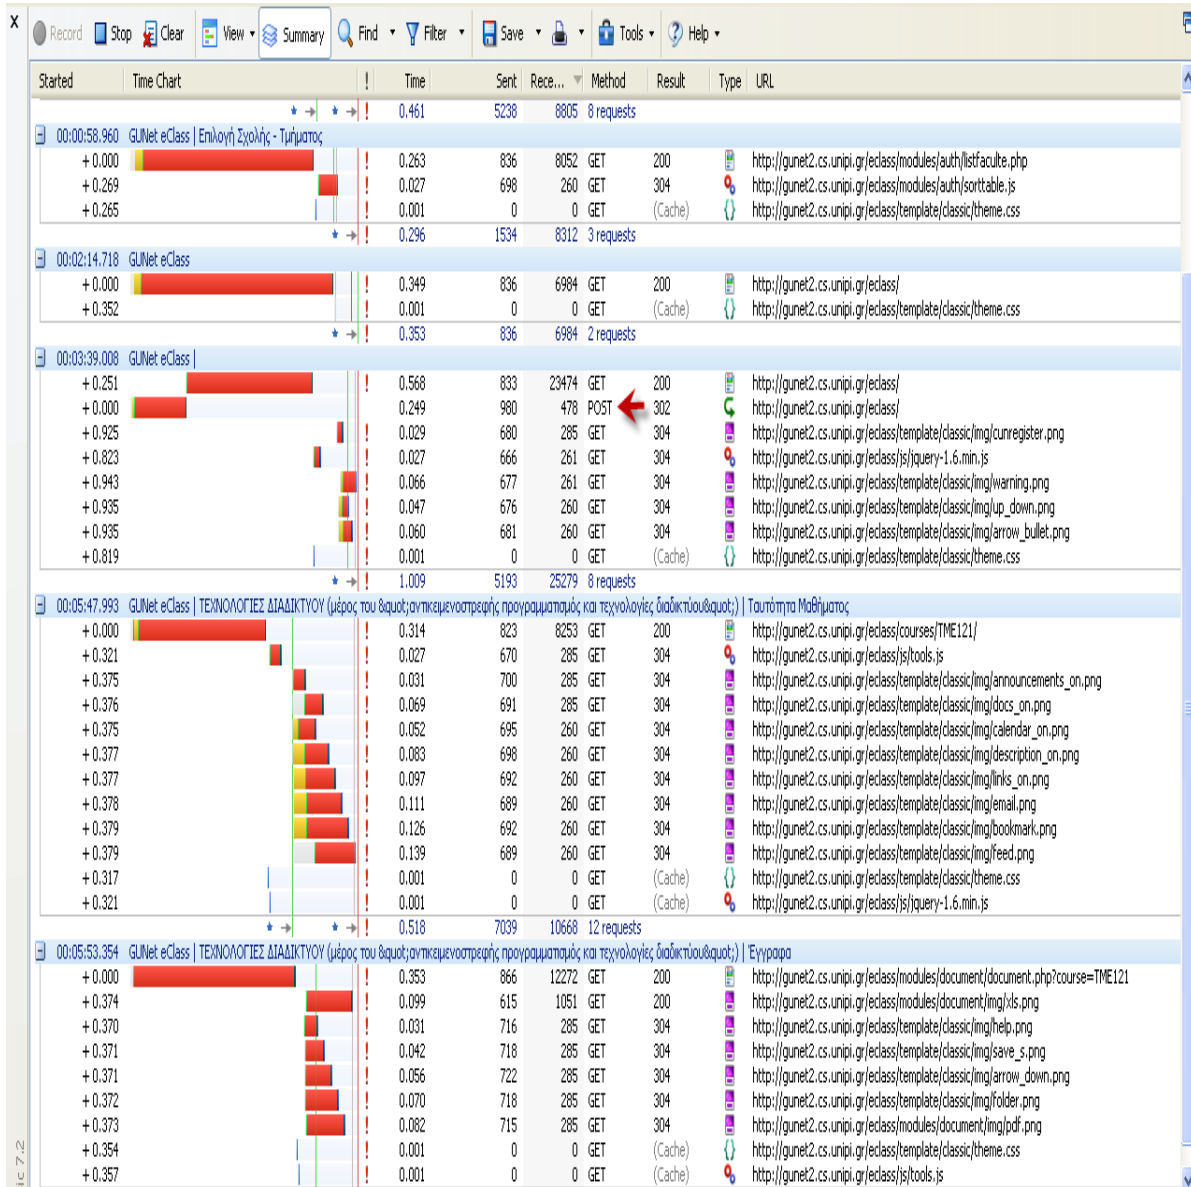 X Record Stop Clear View Summary Find Filter Save Tools Help
Started Time Chart ! Time Sent Rece... Method Result Type URL
! 0.461 5238 8805 8 requests
00:00:58.960 GUNet eClass | Επιλογή Σχολής - Τμήματος
+ 0.000 ! 0.263 836 8052 GET 200 http://gunet2.cs.unipi.gr/eclass/modules/auth/listfaculte.php
+ 0.269 ! 0.027 698 260 GET 304 http://gunet2.cs.unipi.gr/eclass/modules/auth/sorttable.js
+ 0.265 ! 0.001 0 0 GET (Cache) http://gunet2.cs.unipi.gr/eclass/template/classic/theme.css
! 0.296 1534 8312 3 requests
00:02:14.718 GUNet eClass
+ 0.000 ! 0.349 836 6984 GET 200 http://gunet2.cs.unipi.gr/eclass/
+ 0.352 ! 0.001 0 0 GET (Cache) http://gunet2.cs.unipi.gr/eclass/template/classic/theme.css
! 0.353 836 6984 2 requests
00:03:39.008 GUNet eClass |
+ 0.251 ! 0.568 833 23474 GET 200 http://gunet2.cs.unipi.gr/eclass/
+ 0.000 ! 0.249 980 478 POST 302 http://gunet2.cs.unipi.gr/eclass/
+ 0.925 ! 0.029 680 285 GET 304 http://gunet2.cs.unipi.gr/eclass/template/classic/img/cunregister.png
+ 0.823 ! 0.027 666 261 GET 304 http://gunet2.cs.unipi.gr/eclass/js/jquery-1.6.min.js
+ 0.943 ! 0.066 677 261 GET 304 http://gunet2.cs.unipi.gr/eclass/template/classic/img/warning.png
+ 0.935 ! 0.047 676 260 GET 304 http://gunet2.cs.unipi.gr/eclass/template/classic/img/up_down.png
+ 0.935 ! 0.060 681 260 GET 304 http://gunet2.cs.unipi.gr/eclass/template/classic/img/arrow_bullet.png
+ 0.819 ! 0.001 0 0 GET (Cache) http://gunet2.cs.unipi.gr/eclass/template/classic/theme.css
! 1.009 5193 25279 8 requests
00:05:47.993 GUNet eClass | ΤΕΧΝΟΛΟΓΙΕΣ ΔΙΑΔΙΚΤΥΟΥ (μέρος του &quot;αντικειμενοστρεφής προγραμματισμός και τεχνολογίες διαδικτύου&quot;) | Ταυτότητα Μαθήματος
+ 0.000 ! 0.314 823 8253 GET 200 http://gunet2.cs.unipi.gr/eclass/courses/TME121/
+ 0.321 ! 0.027 670 285 GET 304 http://gunet2.cs.unipi.gr/eclass/js/tools.js
+ 0.375 ! 0.031 700 285 GET 304 http://gunet2.cs.unipi.gr/eclass/template/classic/img/announcements_on.png
+ 0.376 ! 0.069 691 285 GET 304 http://gunet2.cs.unipi.gr/eclass/template/classic/img/docs_on.png
+ 0.375 ! 0.052 695 260 GET 304 http://gunet2.cs.unipi.gr/eclass/template/classic/img/calendar_on.png
+ 0.377 ! 0.083 698 260 GET 304 http://gunet2.cs.unipi.gr/eclass/template/classic/img/description_on.png
+ 0.377 ! 0.097 692 260 GET 304 http://gunet2.cs.unipi.gr/eclass/template/classic/img/links_on.png
+ 0.378 ! 0.111 689 260 GET 304 http://gunet2.cs.unipi.gr/eclass/template/classic/img/email.png
+ 0.379 ! 0.126 692 260 GET 304 http://gunet2.cs.unipi.gr/eclass/template/classic/img/bookmark.png
+ 0.379 ! 0.139 689 260 GET 304 http://gunet2.cs.unipi.gr/eclass/template/classic/img/feed.png
+ 0.317 ! 0.001 0 0 GET (Cache) http://gunet2.cs.unipi.gr/eclass/template/classic/theme.css
+ 0.321 ! 0.001 0 0 GET (Cache) http://gunet2.cs.unipi.gr/eclass/js/jquery-1.6.min.js
! 0.518 7039 10668 12 requests
00:05:53.354 GUNet eClass | ΤΕΧΝΟΛΟΓΙΕΣ ΔΙΑΔΙΚΤΥΟΥ (μέρος του &quot;αντικειμενοστρεφής προγραμματισμός και τεχνολογίες διαδικτύου&quot;) | Έγγραφα
+ 0.000 ! 0.353 866 12272 GET 200 http://gunet2.cs.unipi.gr/eclass/modules/document/document.php?course=TME121
+ 0.374 ! 0.099 615 1051 GET 200 http://gunet2.cs.unipi.gr/eclass/modules/document/img/xls.png
+ 0.370 ! 0.031 716 285 GET 304 http://gunet2.cs.unipi.gr/eclass/template/classic/img/help.png
+ 0.371 ! 0.042 718 285 GET 304 http://gunet2.cs.unipi.gr/eclass/template/classic/img/save_s.png
+ 0.371 ! 0.056 722 285 GET 304 http://gunet2.cs.unipi.gr/eclass/template/classic/img/arrow_down.png
+ 0.372 ! 0.070 718 285 GET 304 http://gunet2.cs.unipi.gr/eclass/template/classic/img/folder.png
+ 0.373 ! 0.082 715 285 GET 304 http://gunet2.cs.unipi.gr/eclass/modules/document/img/pdf.png
+ 0.354 ! 0.001 0 0 GET (Cache) http://gunet2.cs.unipi.gr/eclass/template/classic/theme.css
+ 0.357 ! 0.001 0 0 GET (Cache) http://gunet2.cs.unipi.gr/eclass/js/tools.js
ic 7.2